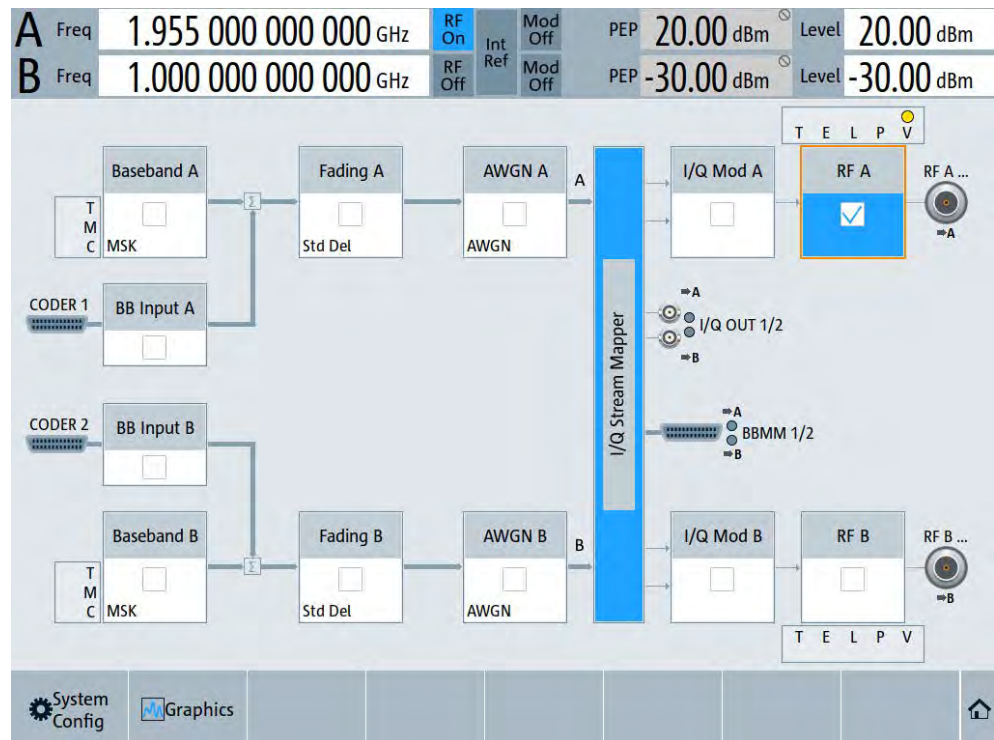 A Freq 1.955 000 000 000 GHz RF On Int Ref Mod Off PEP 20.00 dBm Level 20.00 dBm
B Freq 1.000 000 000 000 GHz RF Off Mod Off PEP -30.00 dBm Level -30.00 dBm
T E L P V
Baseband A Fading A AWGN A A I/Q Mod A RF A RF A ...
T
M
C MSK Std Del AWGN
➡A
CODER 1 BB Input A
➡A
I/Q OUT 1/2
➡B
I/Q Stream Mapper
CODER 2 BB Input B
➡A
BBMM 1/2
➡B
Baseband B Fading B AWGN B B I/Q Mod B RF B RF B ...
Σ
Σ
T
M
C MSK Std Del AWGN
➡B
T E L P V
System Config Graphics